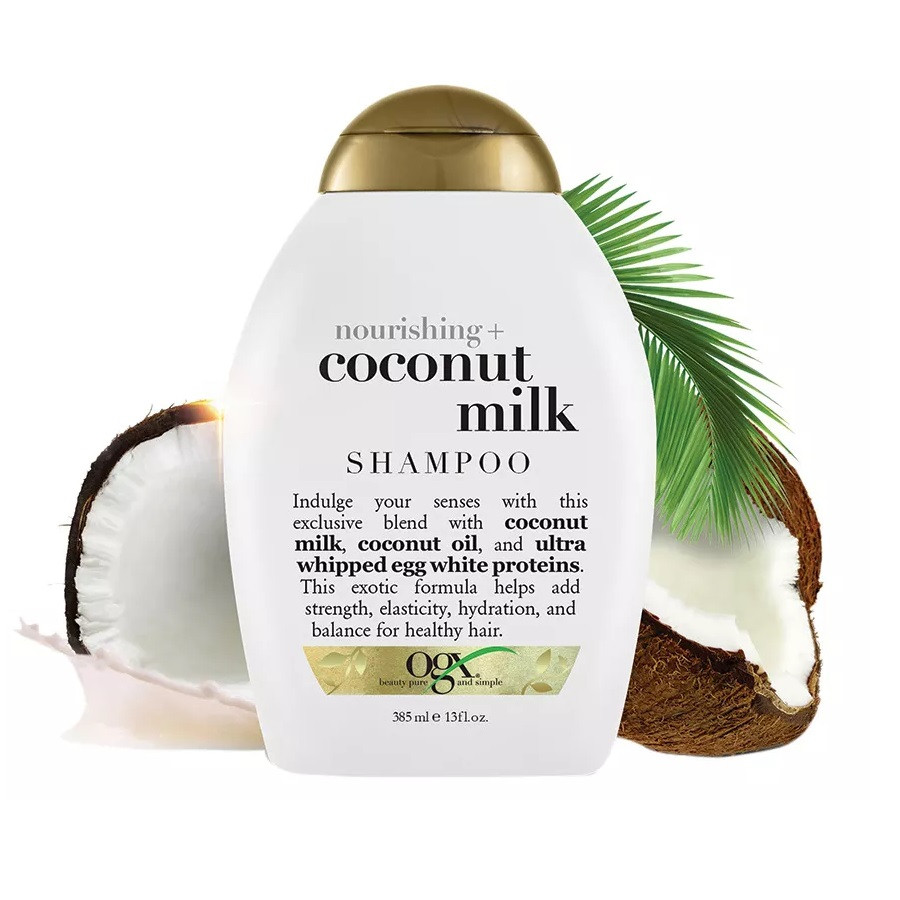 nourishing +
coconut
milk
SHAMPOO
Indulge your senses with this
exclusive blend with coconut
milk, coconut oil, and ultra
whipped egg white proteins.
This exotic formula helps add
strength, elasticity, hydration, and
balance for healthy hair.
ogx®
beauty pure and simple
385 ml e 13fl.oz.